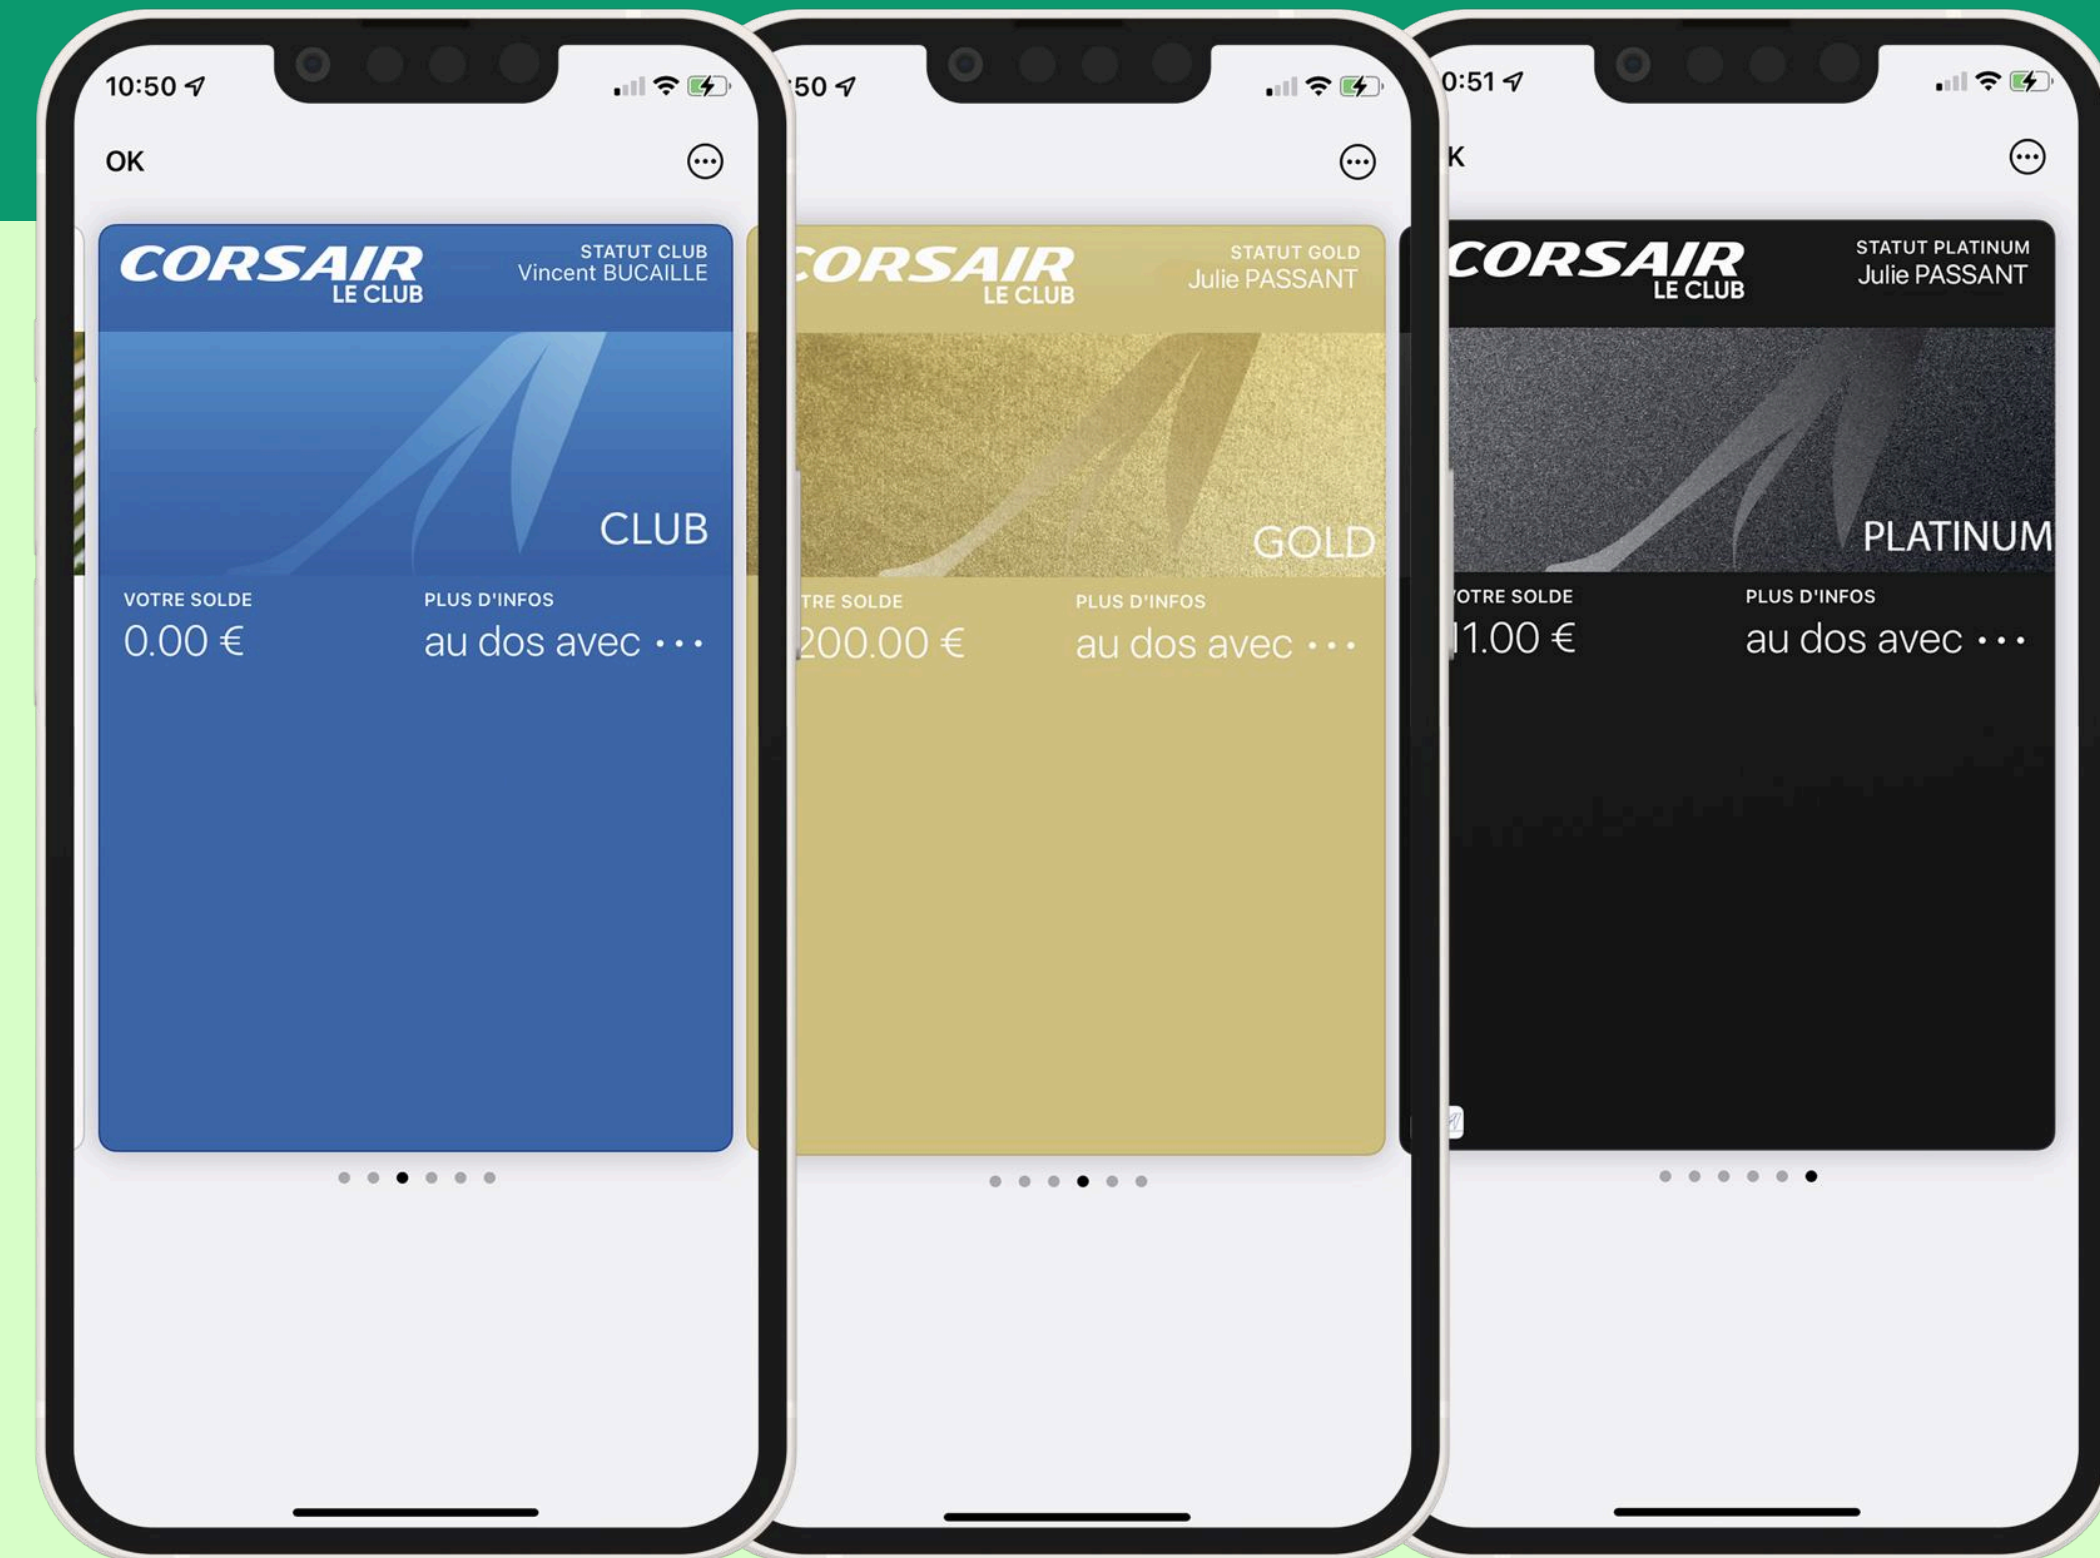 10:50
OK
CORSAIR
LE CLUB
STATUT CLUB
Vincent BUCAILLE
CLUB
VOTRE SOLDE
0.00 €
PLUS D'INFOS
au dos avec •••
:50
CORSAIR
LE CLUB
STATUT GOLD
Julie PASSANT
GOLD
TRE SOLDE
200.00 €
PLUS D'INFOS
au dos avec •••
0:51
K
CORSAIR
LE CLUB
STATUT PLATINUM
Julie PASSANT
PLATINUM
OTRE SOLDE
11.00 €
PLUS D'INFOS
au dos avec •••